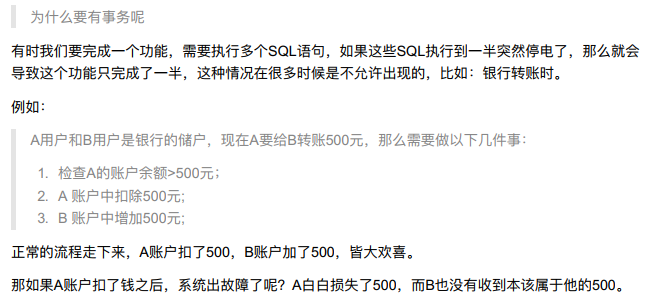 为什么要有事务呢
有时我们要完成一个功能，需要执行多个SQL语句，如果这些SQL执行到一半突然停电了，那么就会
导致这个功能只完成了一半，这种情况在很多时候是不允许出现的，比如：银行转账时。
例如：
A用户和B用户是银行的储户，现在A要给B转账500元，那么需要做以下几件事：
1. 检查A的账户余额>500元；
2. A 账户中扣除500元;
3. B 账户中增加500元;
正常的流程走下来，A账户扣了500，B账户加了500，皆大欢喜。
那如果A账户扣了钱之后，系统出故障了呢？A白白损失了500，而B也没有收到本该属于他的500。